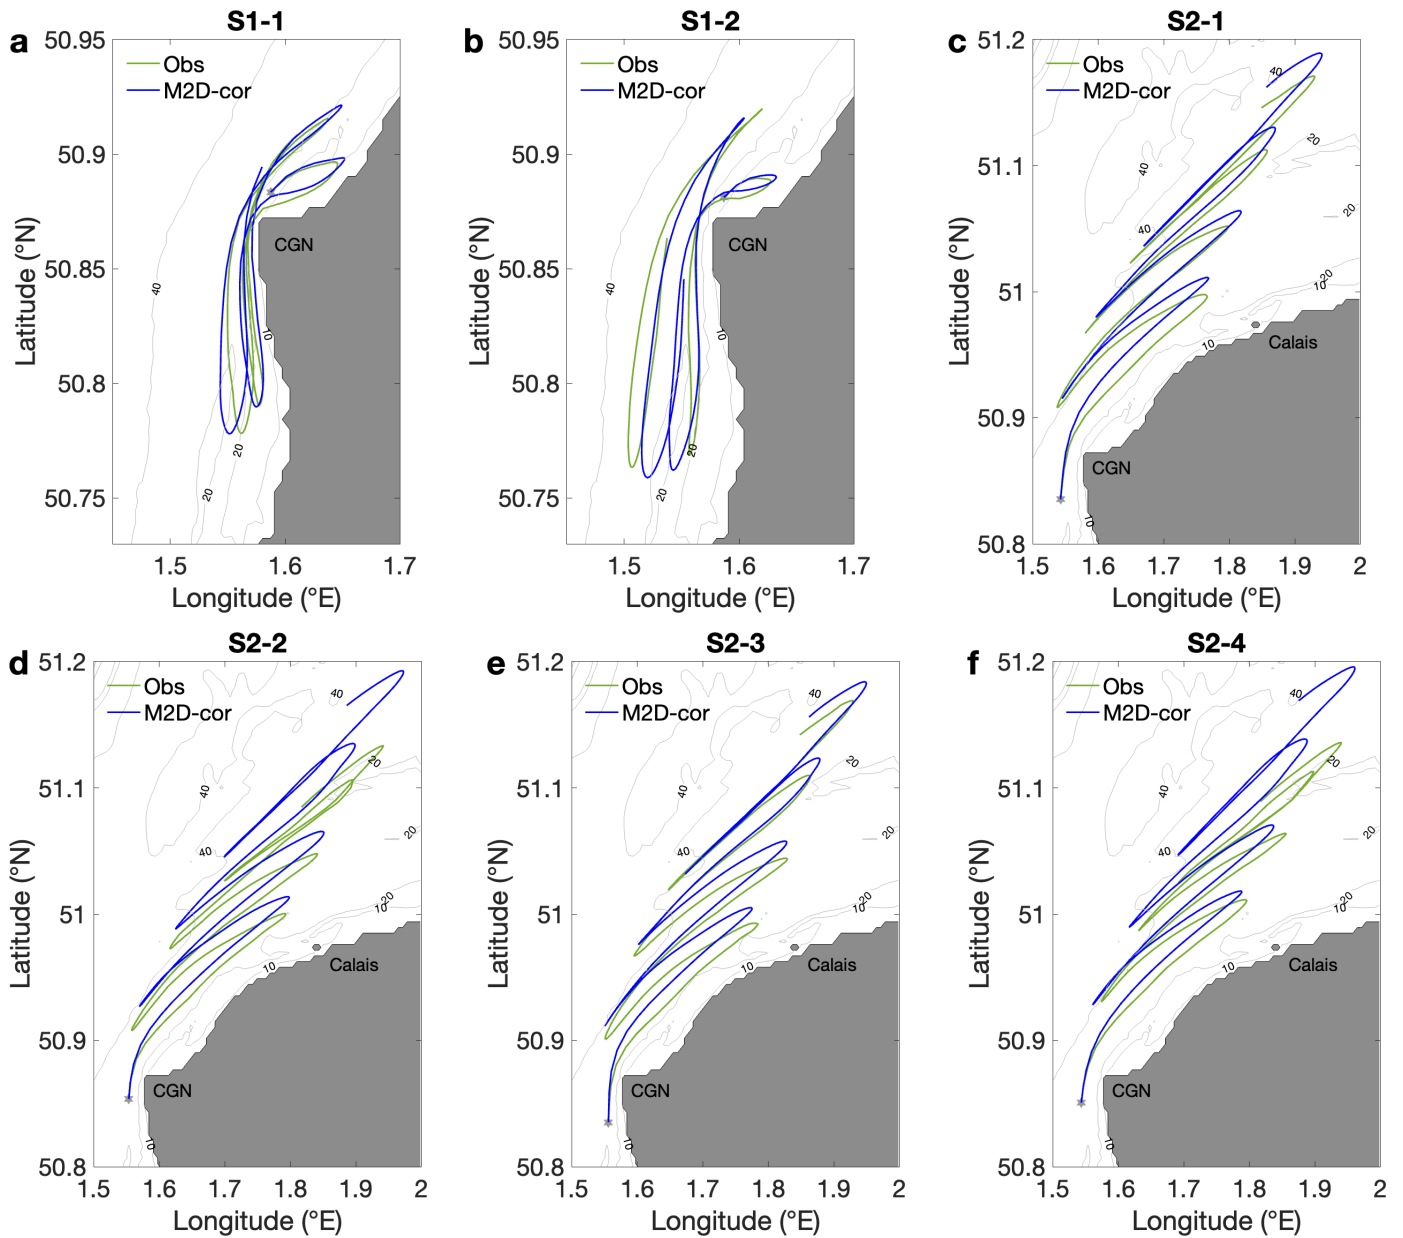 a
S1-1
50.95
50.9
50.85
50.8
50.75
Latitude (°N)
Obs
M2D-cor
CGN
40
10
20
20
1.5
1.6
1.7
Longitude (°E)
b
S1-2
50.95
50.9
50.85
50.8
50.75
Latitude (°N)
Obs
M2D-cor
CGN
40
10
20
20
1.5
1.6
1.7
Longitude (°E)
c
S2-1
51.2
51.1
51
50.9
50.8
Latitude (°N)
Obs
M2D-cor
40
20
40
20
40
20
10
10
Calais
CGN
10
1.5
1.6
1.7
1.8
1.9
2
Longitude (°E)
d
S2-2
51.2
51.1
51
50.9
50.8
Latitude (°N)
Obs
M2D-cor
40
20
40
20
40
20
10
10
Calais
CGN
10
1.5
1.6
1.7
1.8
1.9
2
Longitude (°E)
e
S2-3
51.2
51.1
51
50.9
50.8
Latitude (°N)
Obs
M2D-cor
40
20
40
20
40
20
10
10
Calais
CGN
10
1.5
1.6
1.7
1.8
1.9
2
Longitude (°E)
f
S2-4
51.2
51.1
51
50.9
50.8
Latitude (°N)
Obs
M2D-cor
40
20
40
20
40
20
10
10
Calais
CGN
10
1.5
1.6
1.7
1.8
1.9
2
Longitude (°E)